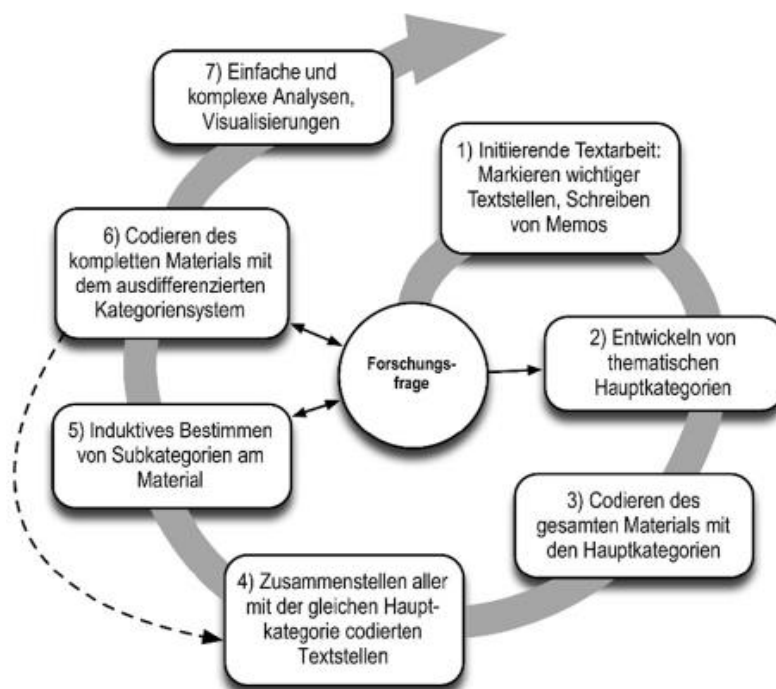 7) Einfache und
komplexe Analysen,
Visualisierungen
1) Initiierende Textarbeit:
Markieren wichtiger
Textstellen, Schreiben
von Memos
6) Codieren des
kompletten Materials mit
dem ausdifferenzierten
Kategoriensystem
Forschungs-
frage
2) Entwickeln von
thematischen
Hauptkategorien
5) Induktives Bestimmen
von Subkategorien am
Material
3) Codieren des
gesamten Materials mit
den Hauptkategorien
4) Zusammenstellen aller
mit der gleichen Haupt-
kategorie codierten
Textstellen